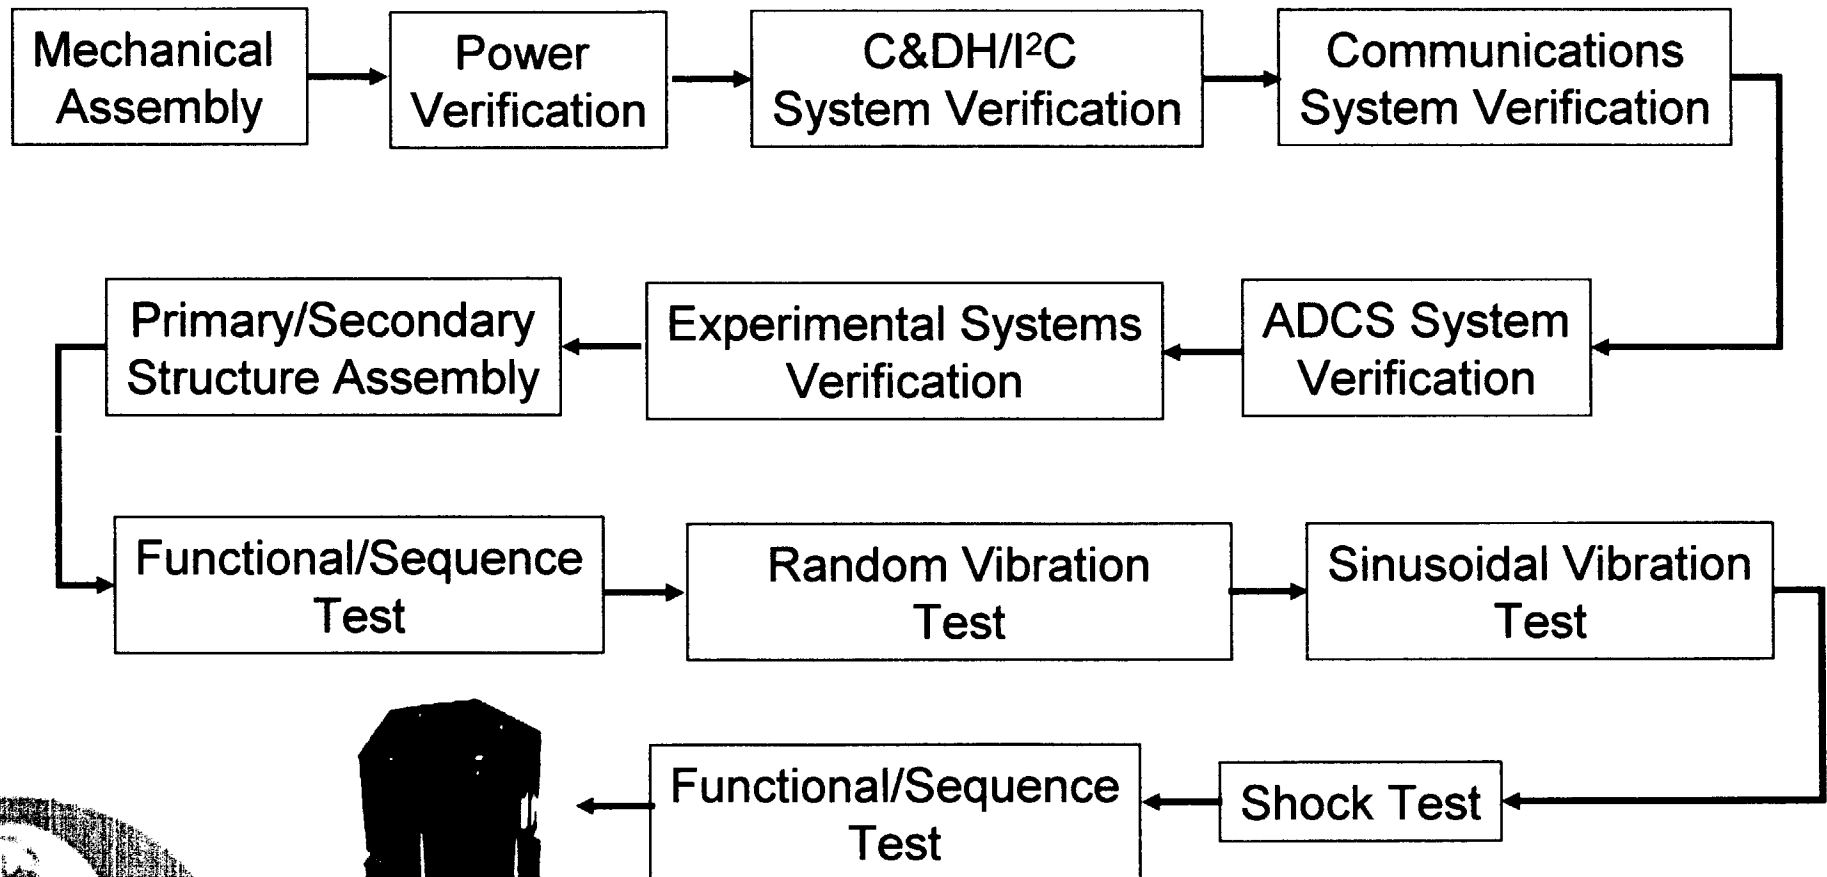 Mechanical
Assembly
Power
Verification
C&DH/I²C
System Verification
Communications
System Verification
ADCS System
Verification
Experimental Systems
Verification
Primary/Secondary
Structure Assembly
Functional/Sequence
Test
Random Vibration
Test
Sinusoidal Vibration
Test
Shock Test
Functional/Sequence
Test